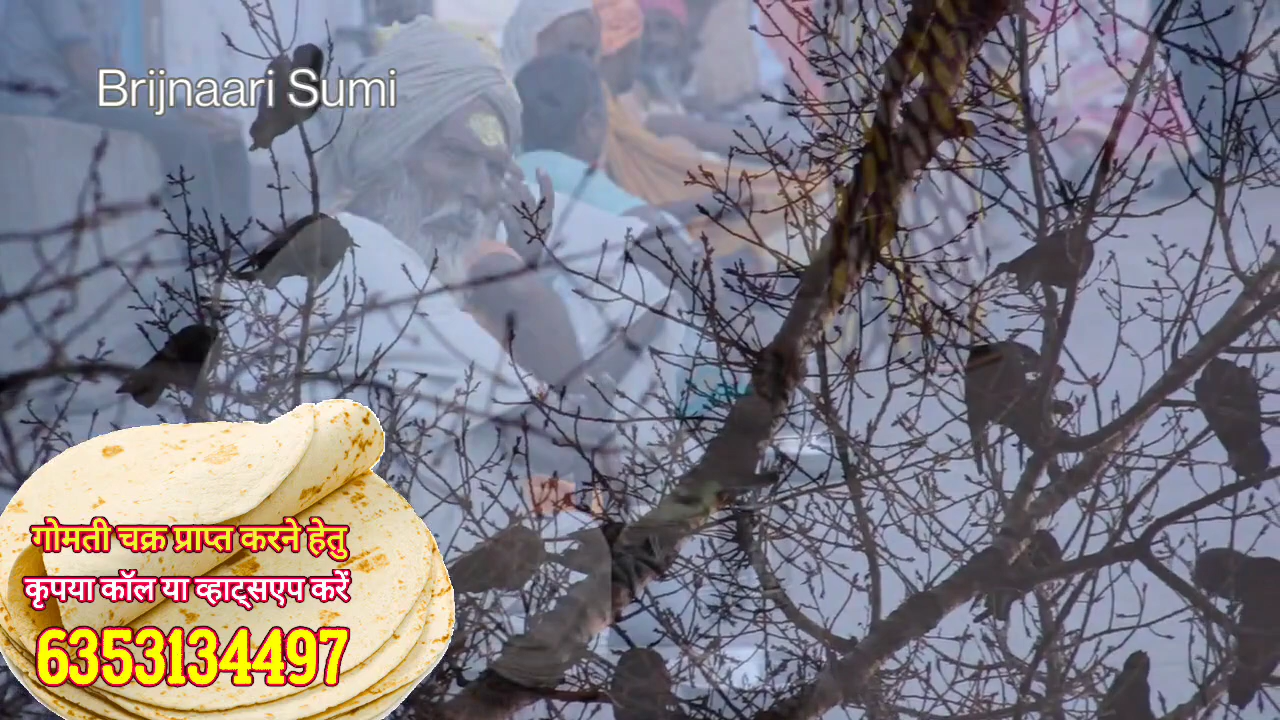 Brijnaari Sumi
गोमती चक्र प्राप्त करने हेतु
कृपया कॉल या व्हाट्सएप करें
6353134497